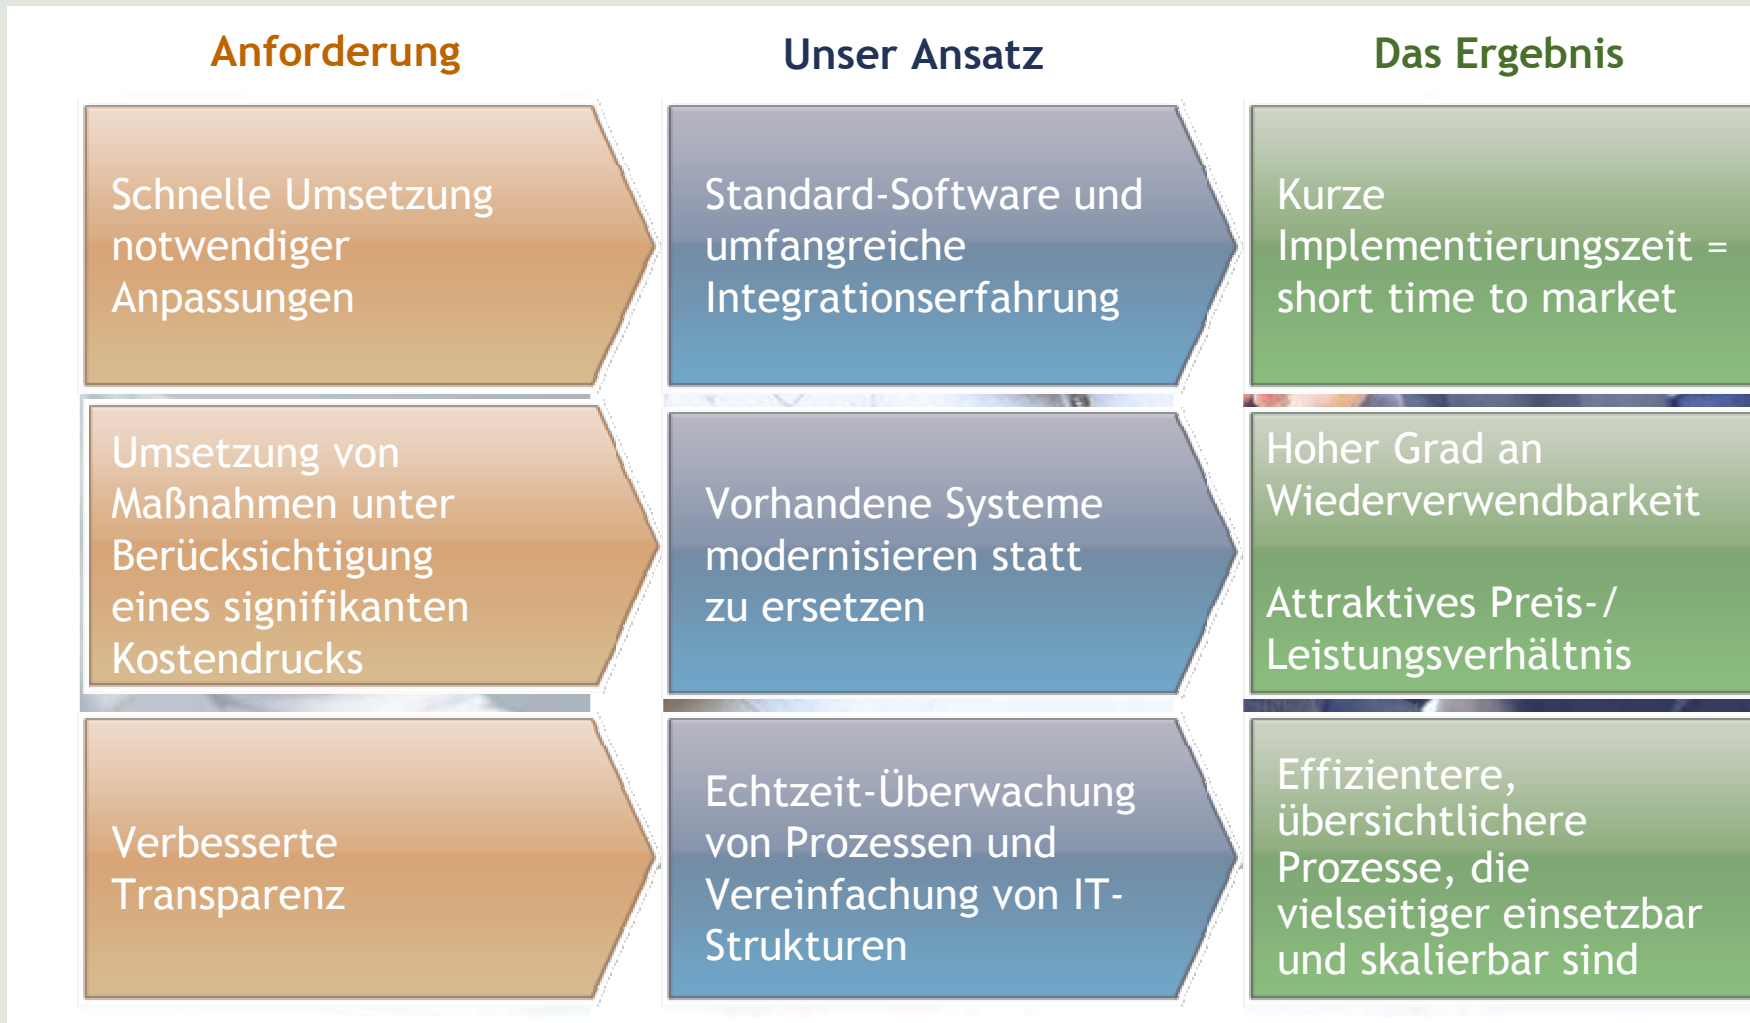 Anforderung
Unser Ansatz
Das Ergebnis
Schnelle Umsetzung
notwendiger
Anpassungen
Standard-Software und
umfangreiche
Integrationserfahrung
Kurze
Implementierungszeit =
short time to market
Umsetzung von
Maßnahmen unter
Berücksichtigung
eines signifikanten
Kostendrucks
Vorhandene Systeme
modernisieren statt
zu ersetzen
Hoher Grad an
Wiederverwendbarkeit
Attraktives Preis-/
Leistungsverhältnis
Verbesserte
Transparenz
Echtzeit-Überwachung
von Prozessen und
Vereinfachung von IT-
Strukturen
Effizientere,
übersichtlichere
Prozesse, die
vielseitiger einsetzbar
und skalierbar sind